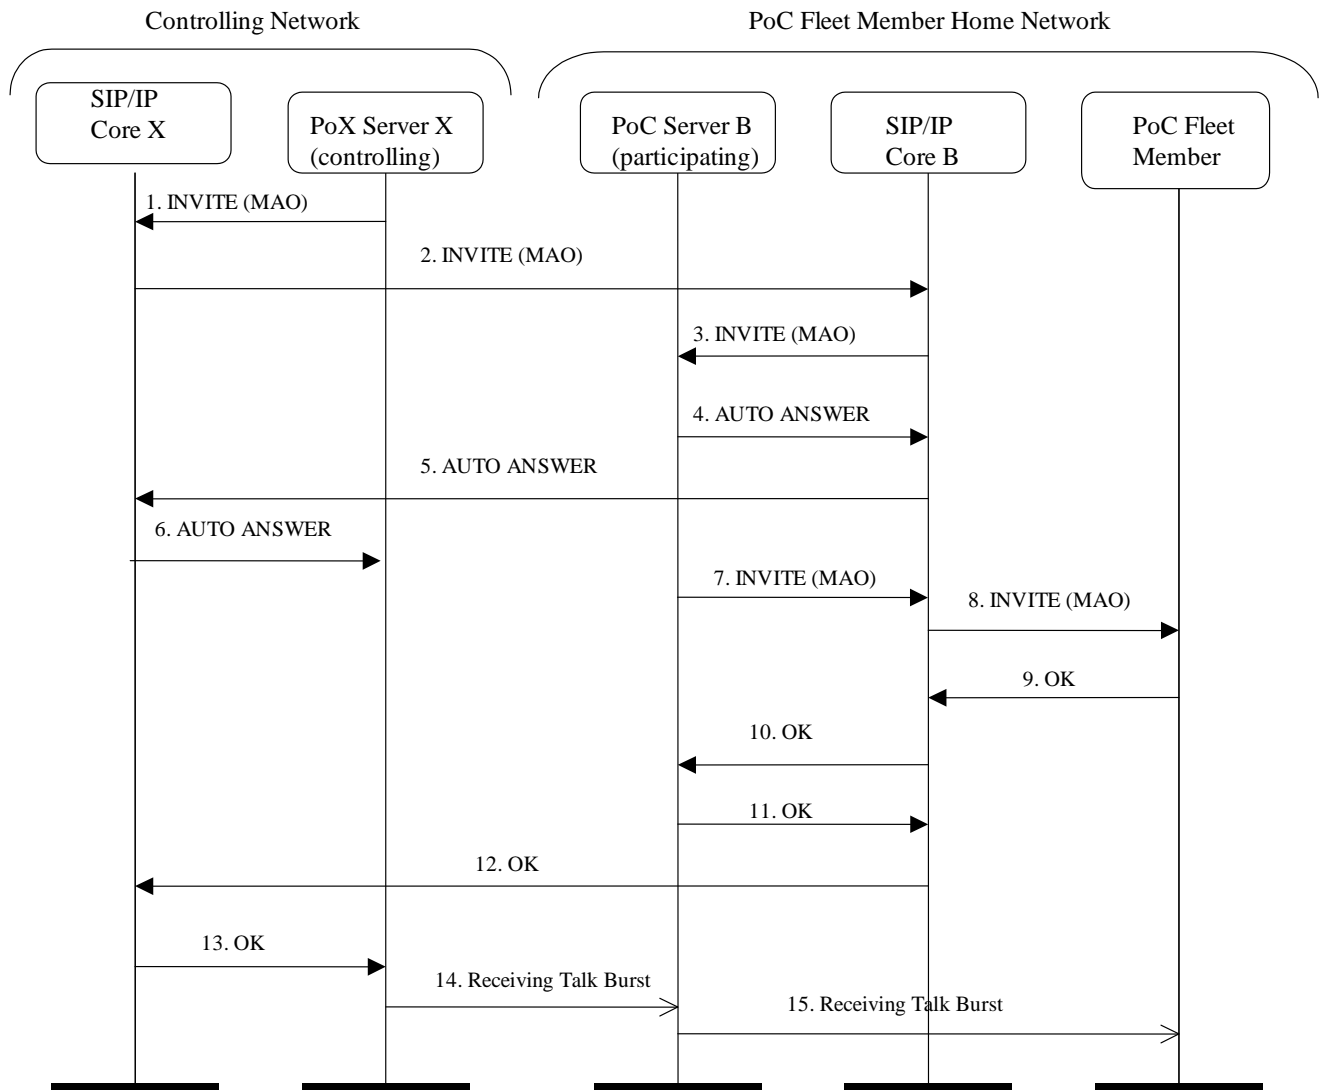 Controlling Network
PoC Fleet Member Home Network
SIP/IP
Core X
PoX Server X
(controlling)
PoC Server B
(participating)
SIP/IP
Core B
PoC Fleet
Member
1. INVITE (MAO)
2. INVITE (MAO)
3. INVITE (MAO)
4. AUTO ANSWER
5. AUTO ANSWER
6. AUTO ANSWER
7. INVITE (MAO)
8. INVITE (MAO)
9. OK
10. OK
11. OK
12. OK
13. OK
14. Receiving Talk Burst
15. Receiving Talk Burst